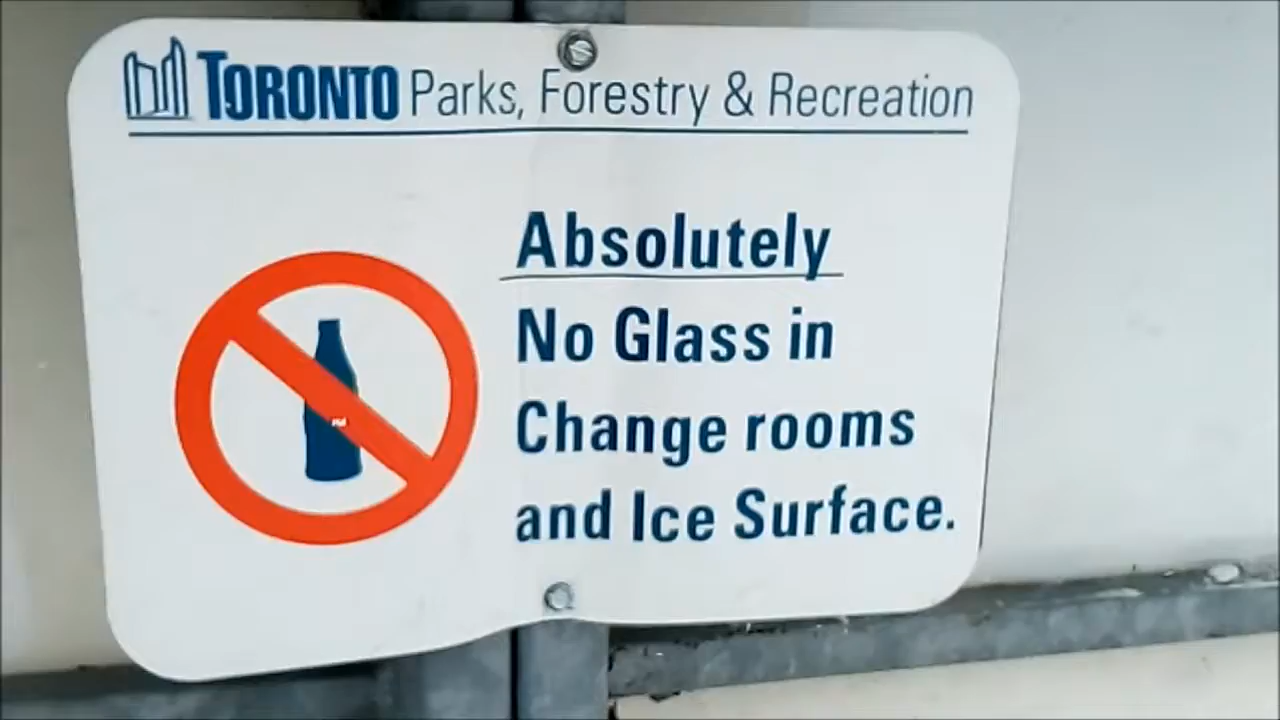 TORONTO Parks, Forestry & Recreation
Absolutely
No Glass in
Change rooms
and Ice Surface.